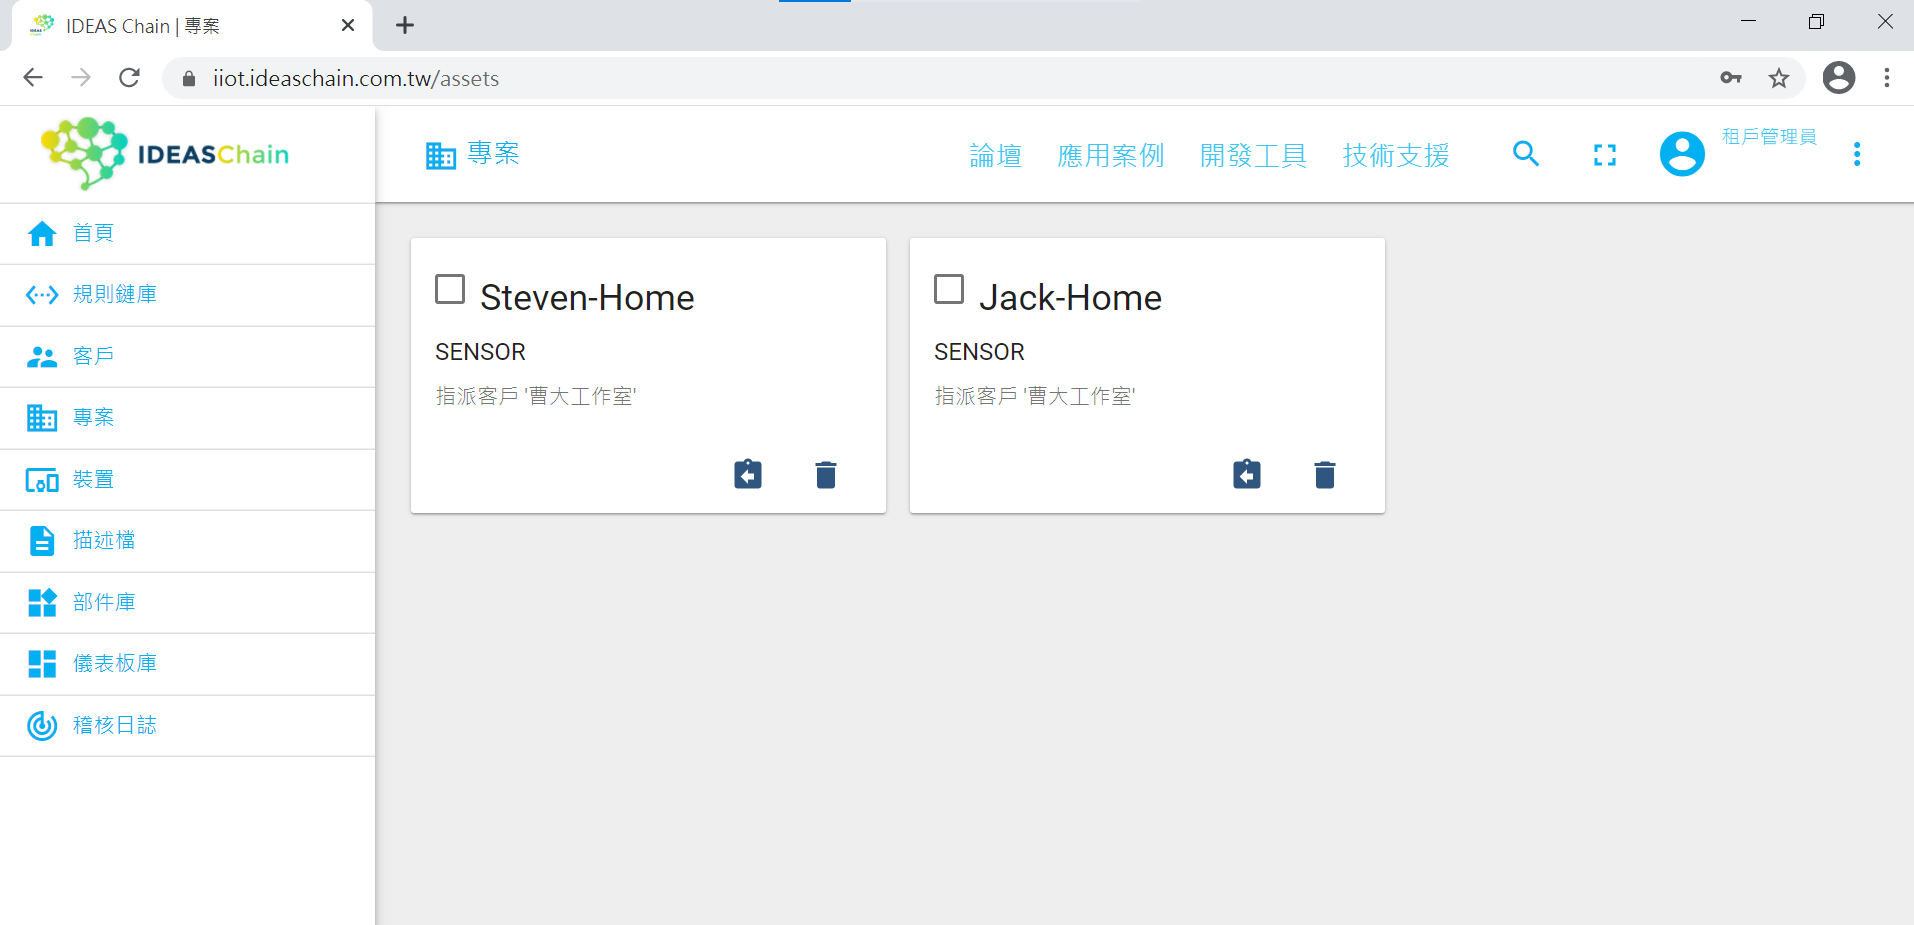 IDEAS Chain | 專案
iiot.ideaschain.com.tw/assets
IDEASChain
專案
論壇
應用案例
開發工具
技術支援
租戶管理員
首頁
規則鏈庫
客戶
專案
裝置
描述檔
部件庫
儀表板庫
稽核日誌
Steven-Home
SENSOR
指派客戶 '曹大工作室'
Jack-Home
SENSOR
指派客戶 '曹大工作室'